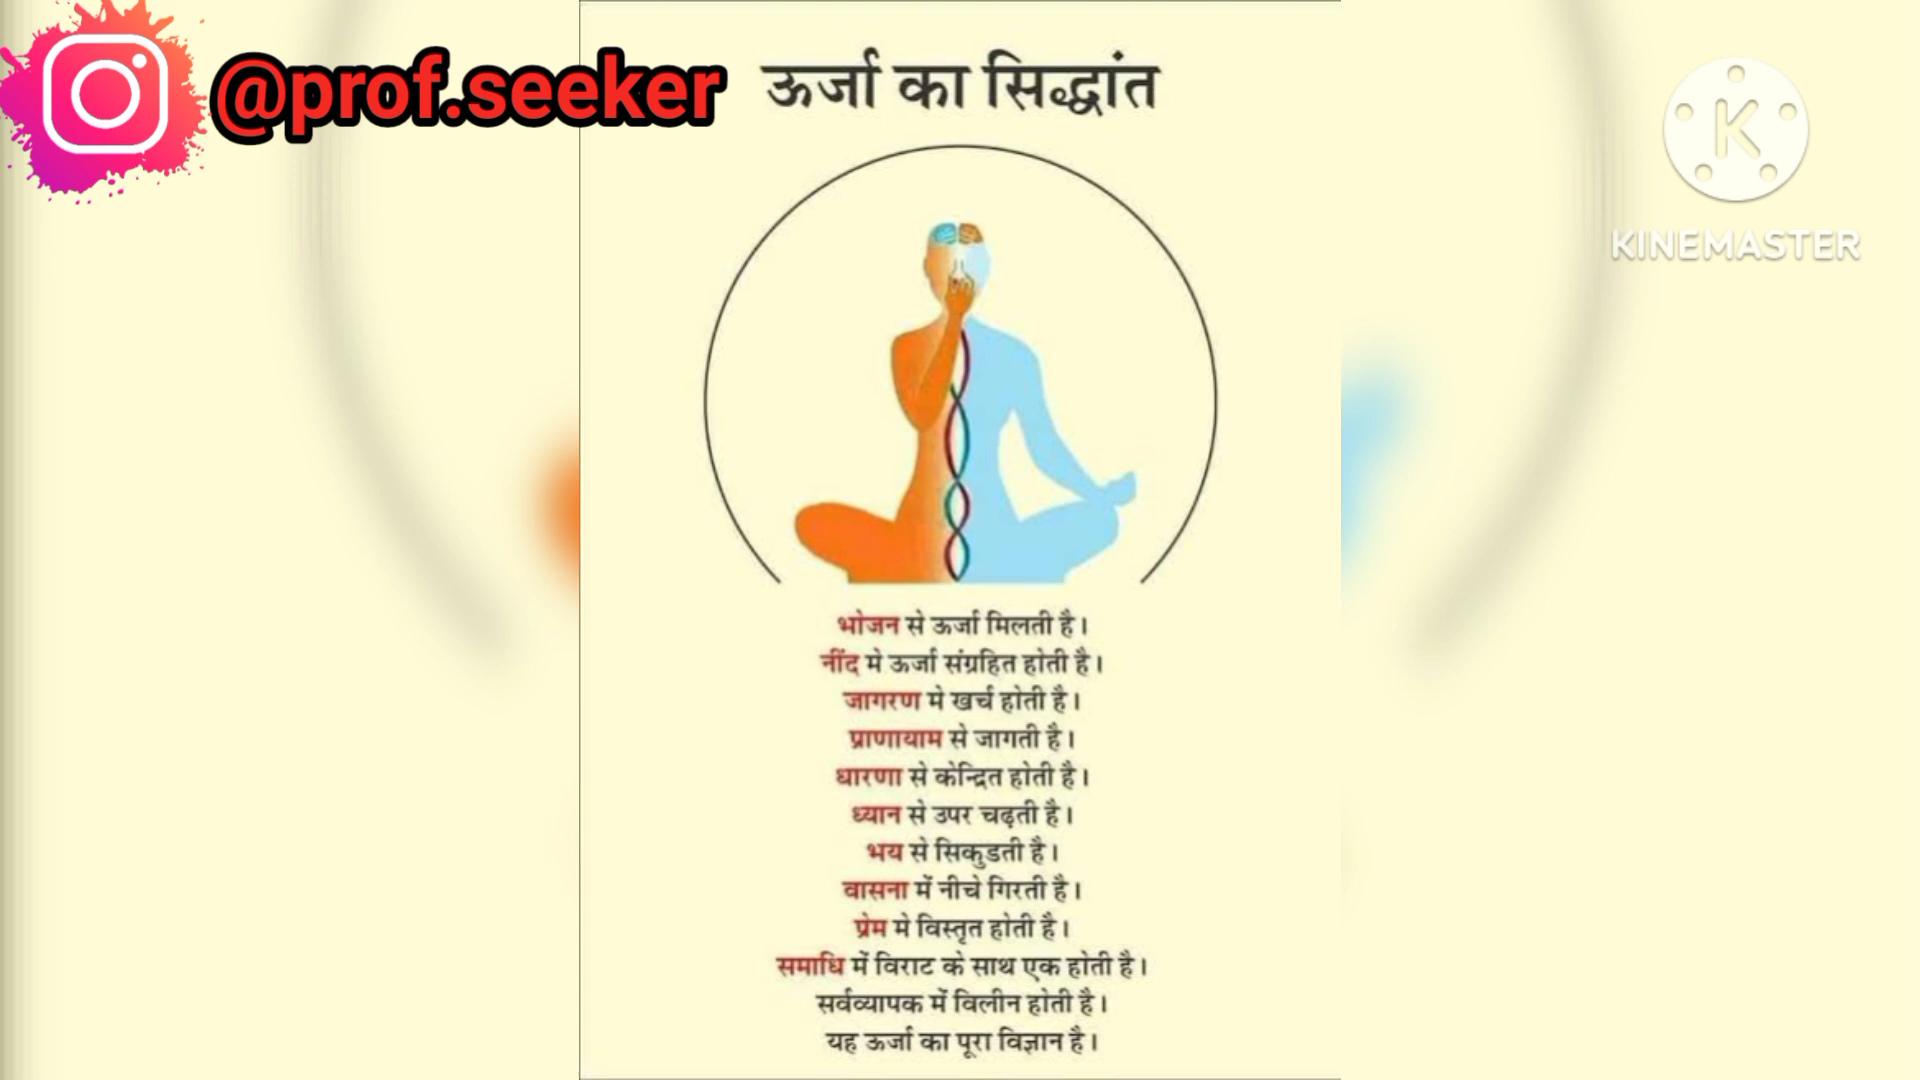 @prof.seeker
ऊर्जा का सिद्धांत
KINEMASTER
भोजन से ऊर्जा मिलती है।
नींद मे ऊर्जा संग्रहित होती है।
जागरण मे खर्च होती है।
प्राणायाम से जागती है।
धारणा से केन्द्रित होती है।
ध्यान से उपर चढ़ती है।
भय से सिकुडती है।
वासना में नीचे गिरती है।
प्रेम मे विस्तृत होती है।
समाधि में विराट के साथ एक होती है।
सर्वव्यापक में विलीन होती है।
यह ऊर्जा का पूरा विज्ञान है।